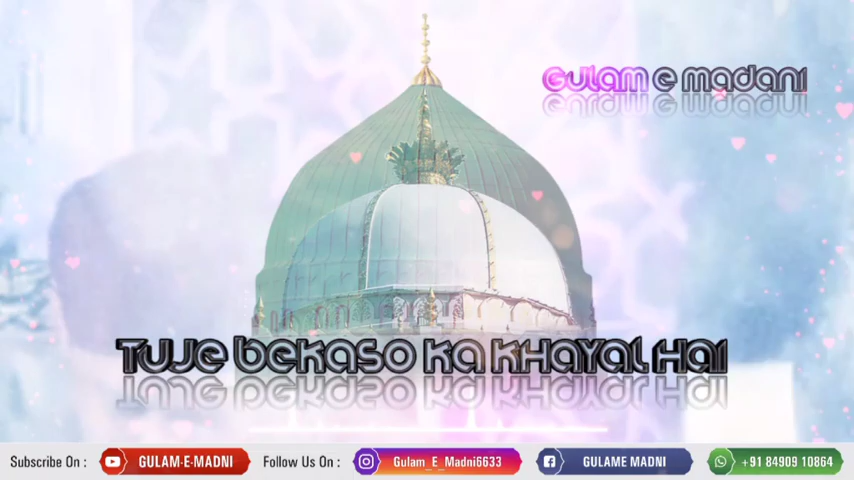 GULAM E MADANI
TUJE BEKASO KA KHAYAL HAI
Subscribe On : GULAM-E-MADNI Follow Us On : Gulam_E_Madni6633 GULAME MADNI +91 84909 10864